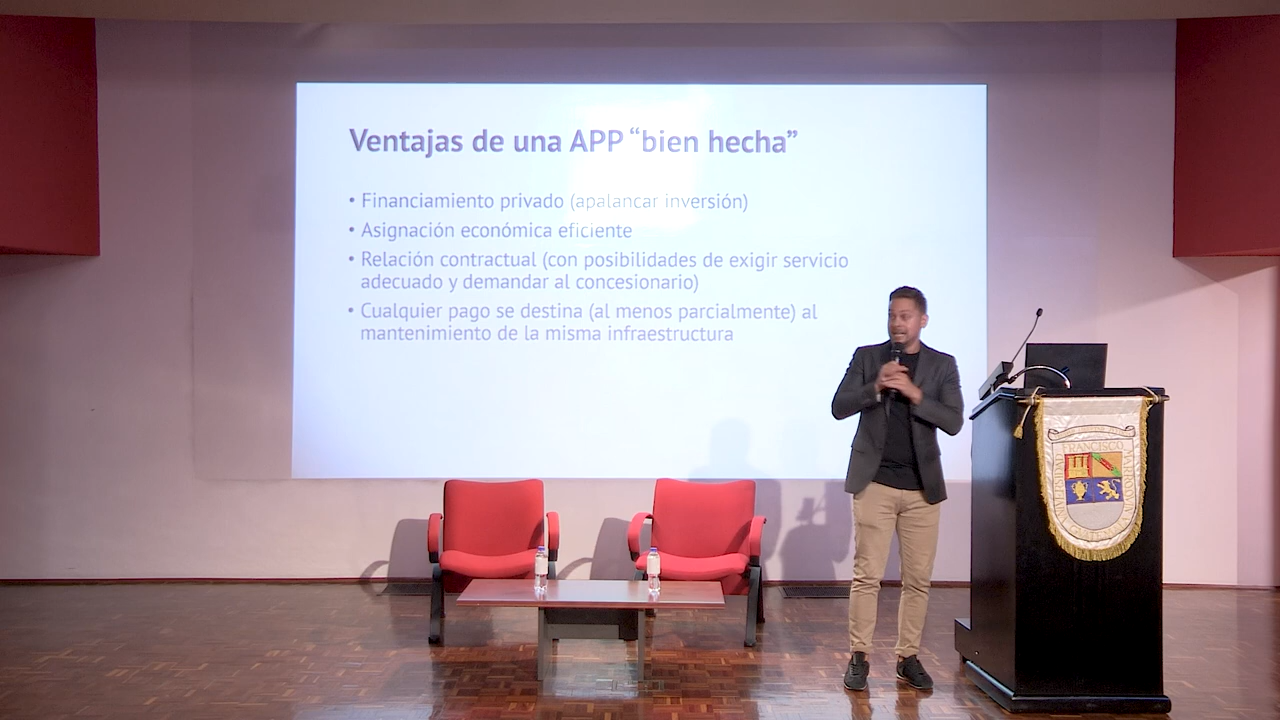 Ventajas de una APP “bien hecha”
• Financiamiento privado (apalancar inversión)
• Asignación económica eficiente
• Relación contractual (con posibilidades de exigir servicio
adecuado y demandar al concesionario)
• Cualquier pago se destina (al menos parcialmente) al
mantenimiento de la misma infraestructura
FRANCISCO